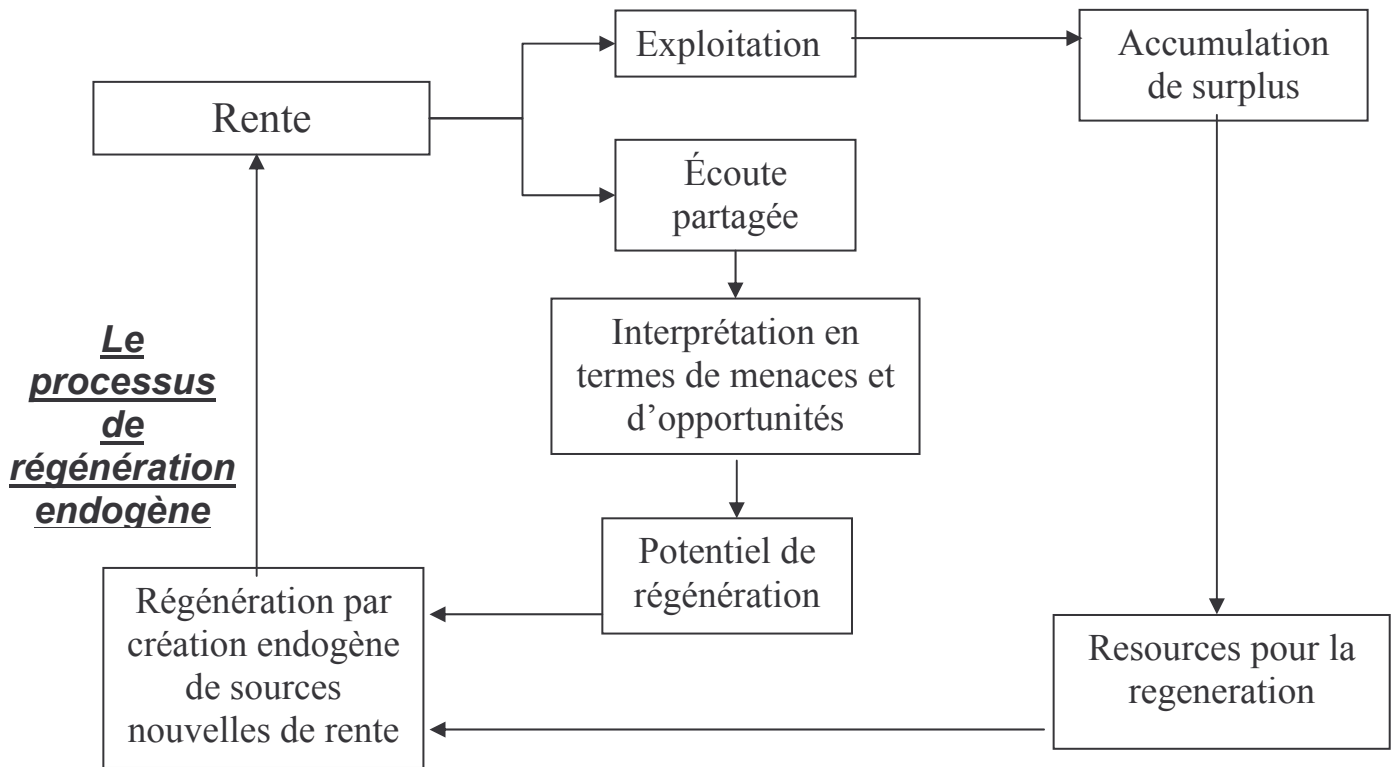 Exploitation
Accumulation
de surplus
Rente
Écoute
partagée
Interprétation en
termes de menaces et
d’opportunités
Le
processus
de
régénération
endogène
Potentiel de
régénération
Régénération par
création endogène
de sources
nouvelles de rente
Resources pour la
regeneration